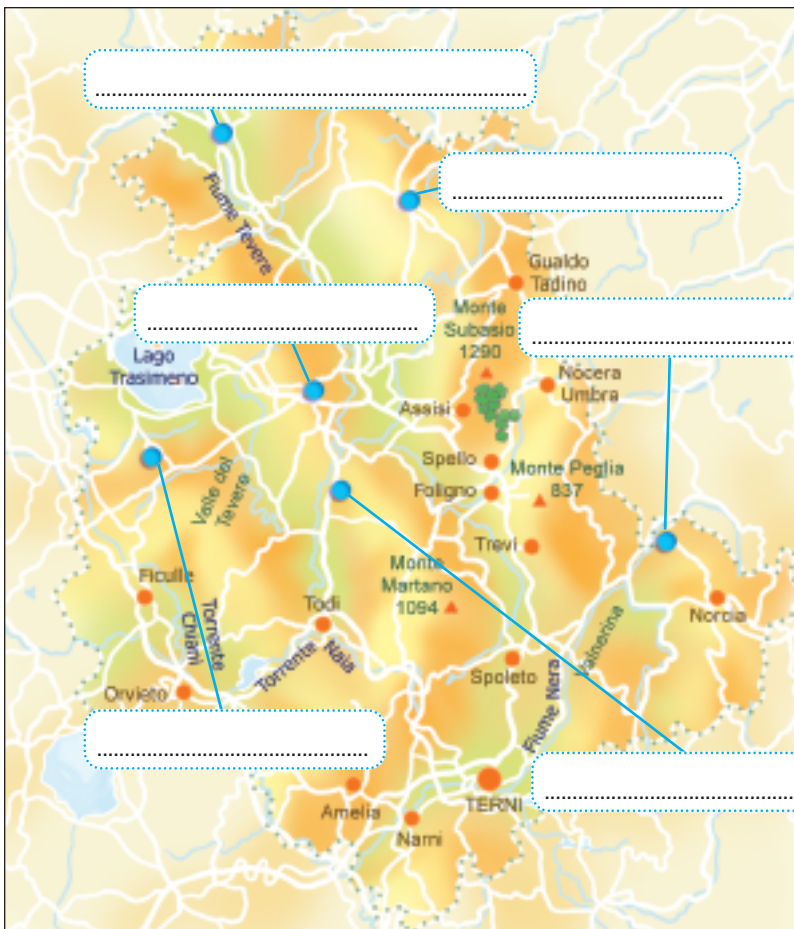 Fiume Tevere
Gualdo
Tadino
Monte
Subasio
1290
Lago
Trasimeno
Nocera
Umbra
Assisi
Spello
Monte Peglia
837
Foligno
Valle del
Tevere
Trevi
Monte
Martano
1094
Ficulle
Todi
Norcia
Torrente
Chiani
Torrente
Naia
Valnerina
Spoleto
Fiume Nera
Orvieto
Amelia
TERNI
Narni